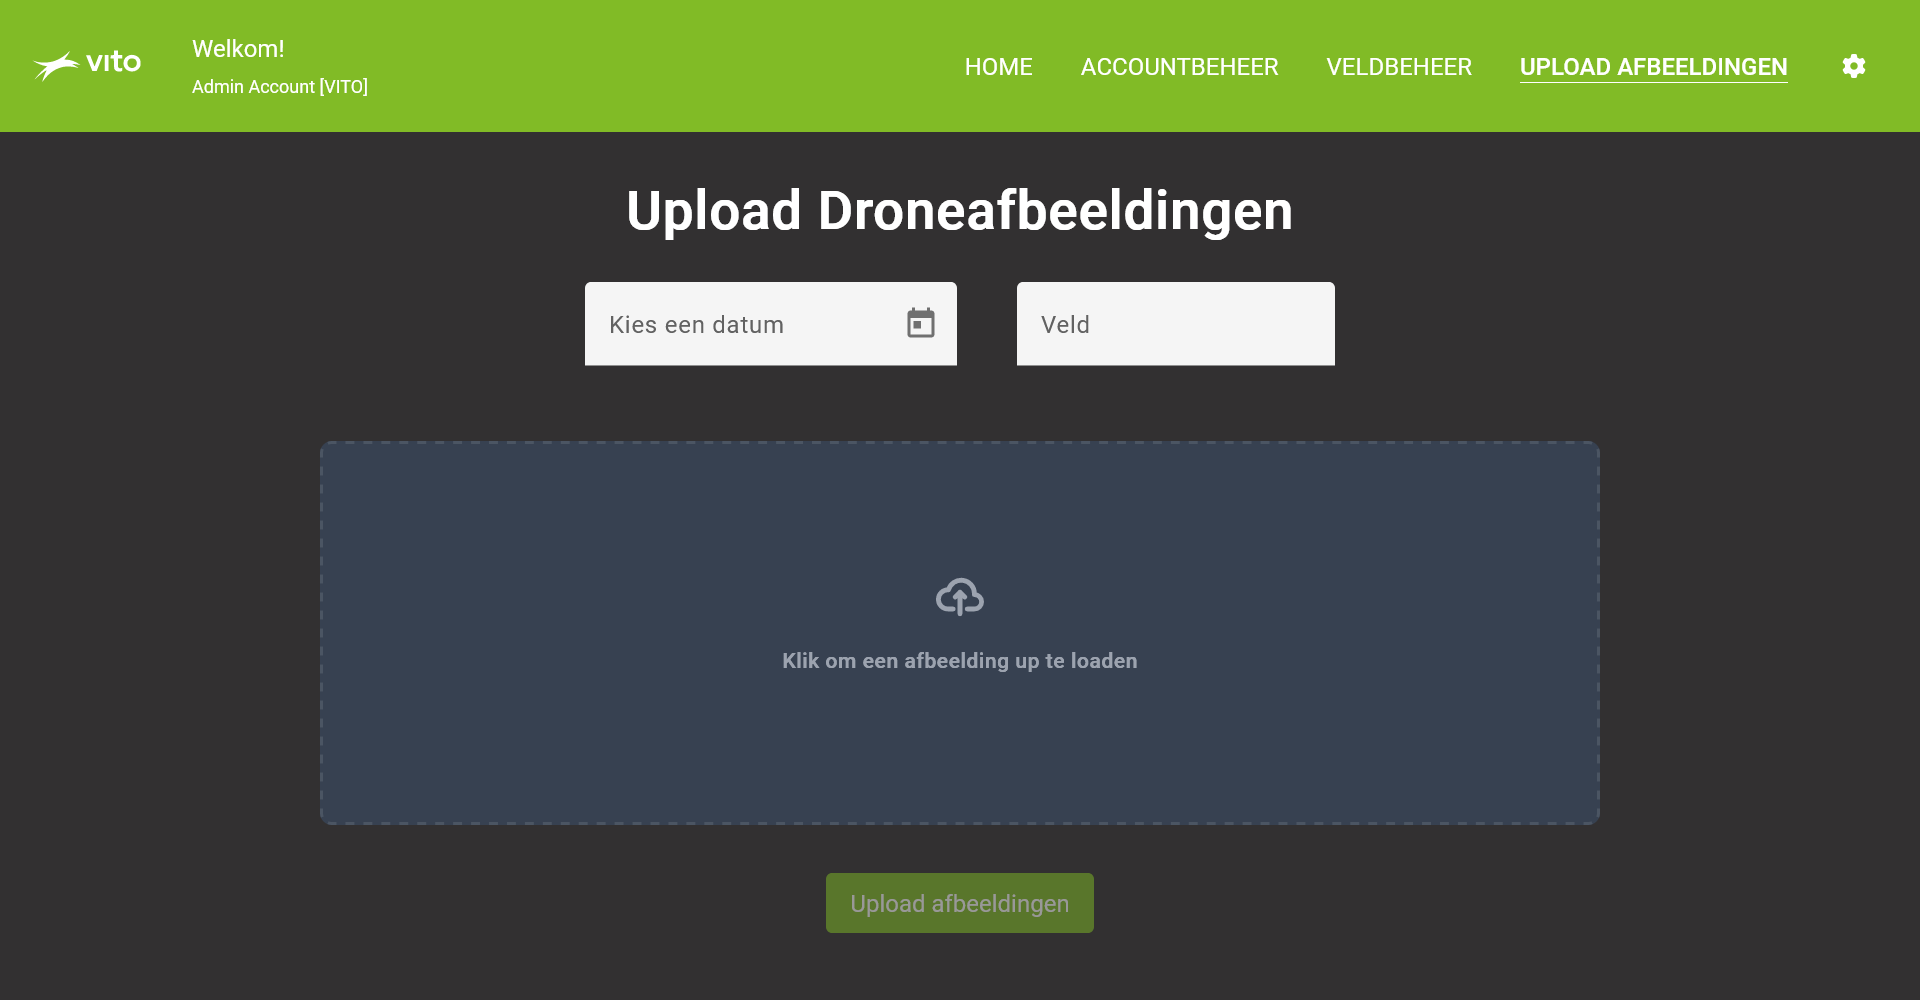 vito
Welkom!
Admin Account [VITO]
HOME
ACCOUNTBEHEER
VELDBEHEER
UPLOAD AFBEELDINGEN
Upload Droneafbeeldingen
Kies een datum
Veld
Klik om een afbeelding up te loaden
Upload afbeeldingen